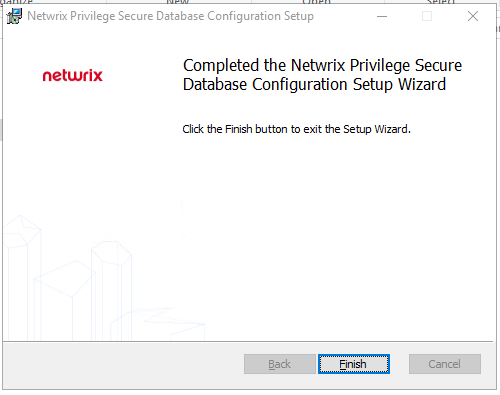 Netwrix Privilege Secure Database Configuration Setup
netwrix
Completed the Netwrix Privilege Secure
Database Configuration Setup Wizard
Click the Finish button to exit the Setup Wizard.
Back Finish Cancel